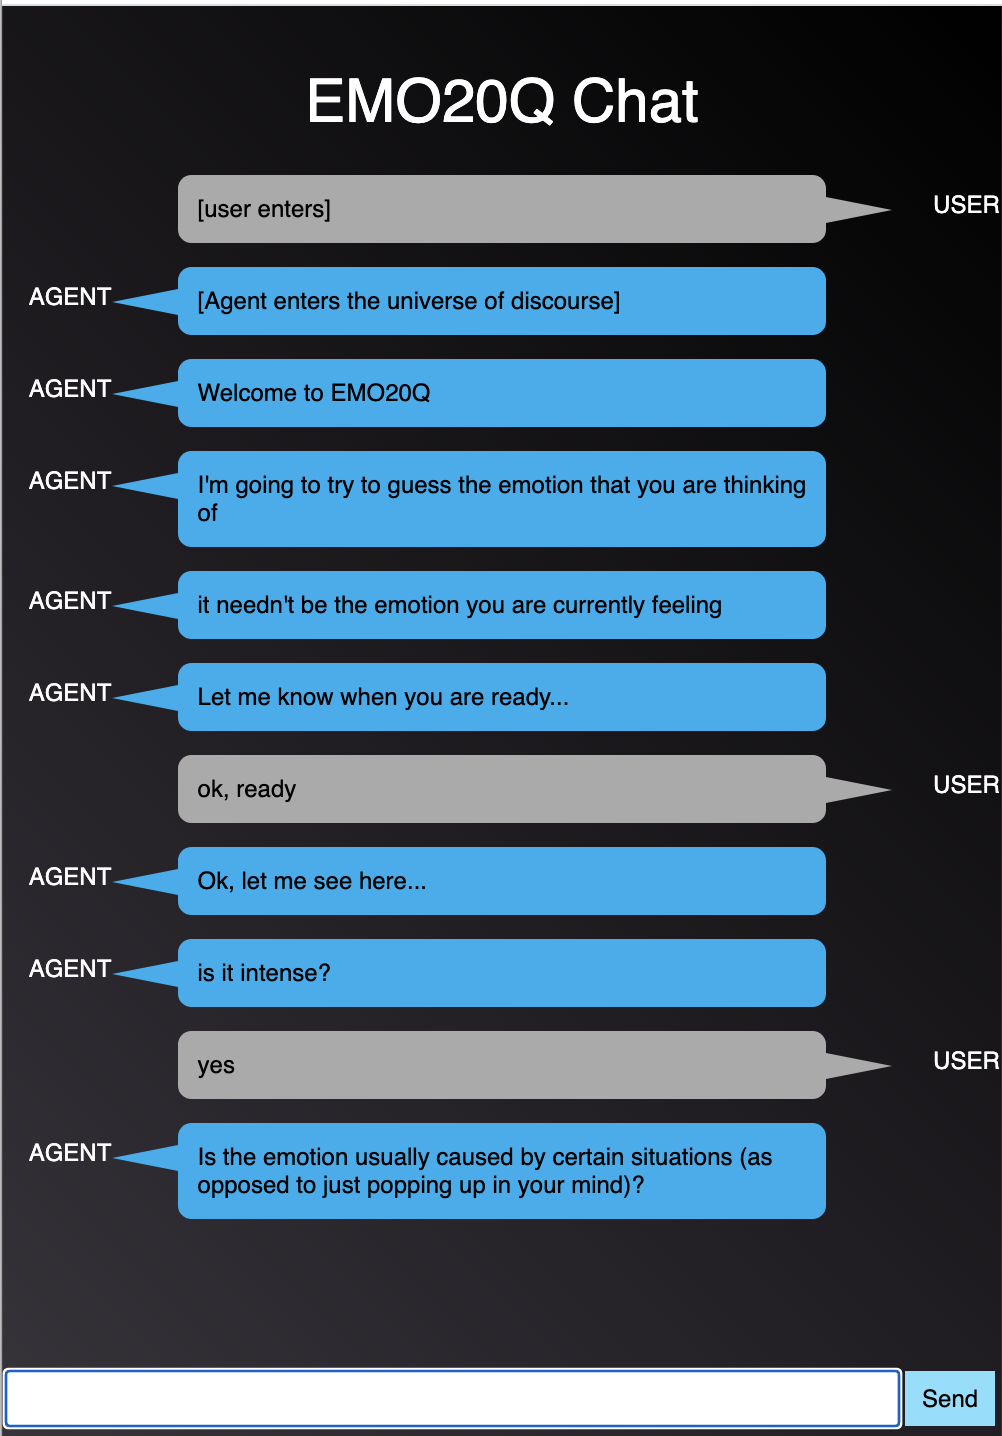 EMO20Q Chat
[user enters]
USER
AGENT
[Agent enters the universe of discourse]
AGENT
Welcome to EMO20Q
AGENT
I'm going to try to guess the emotion that you are thinking
of
AGENT
it needn't be the emotion you are currently feeling
AGENT
Let me know when you are ready...
ok, ready
USER
AGENT
Ok, let me see here...
AGENT
is it intense?
yes
USER
AGENT
Is the emotion usually caused by certain situations (as
opposed to just popping up in your mind)?
Send